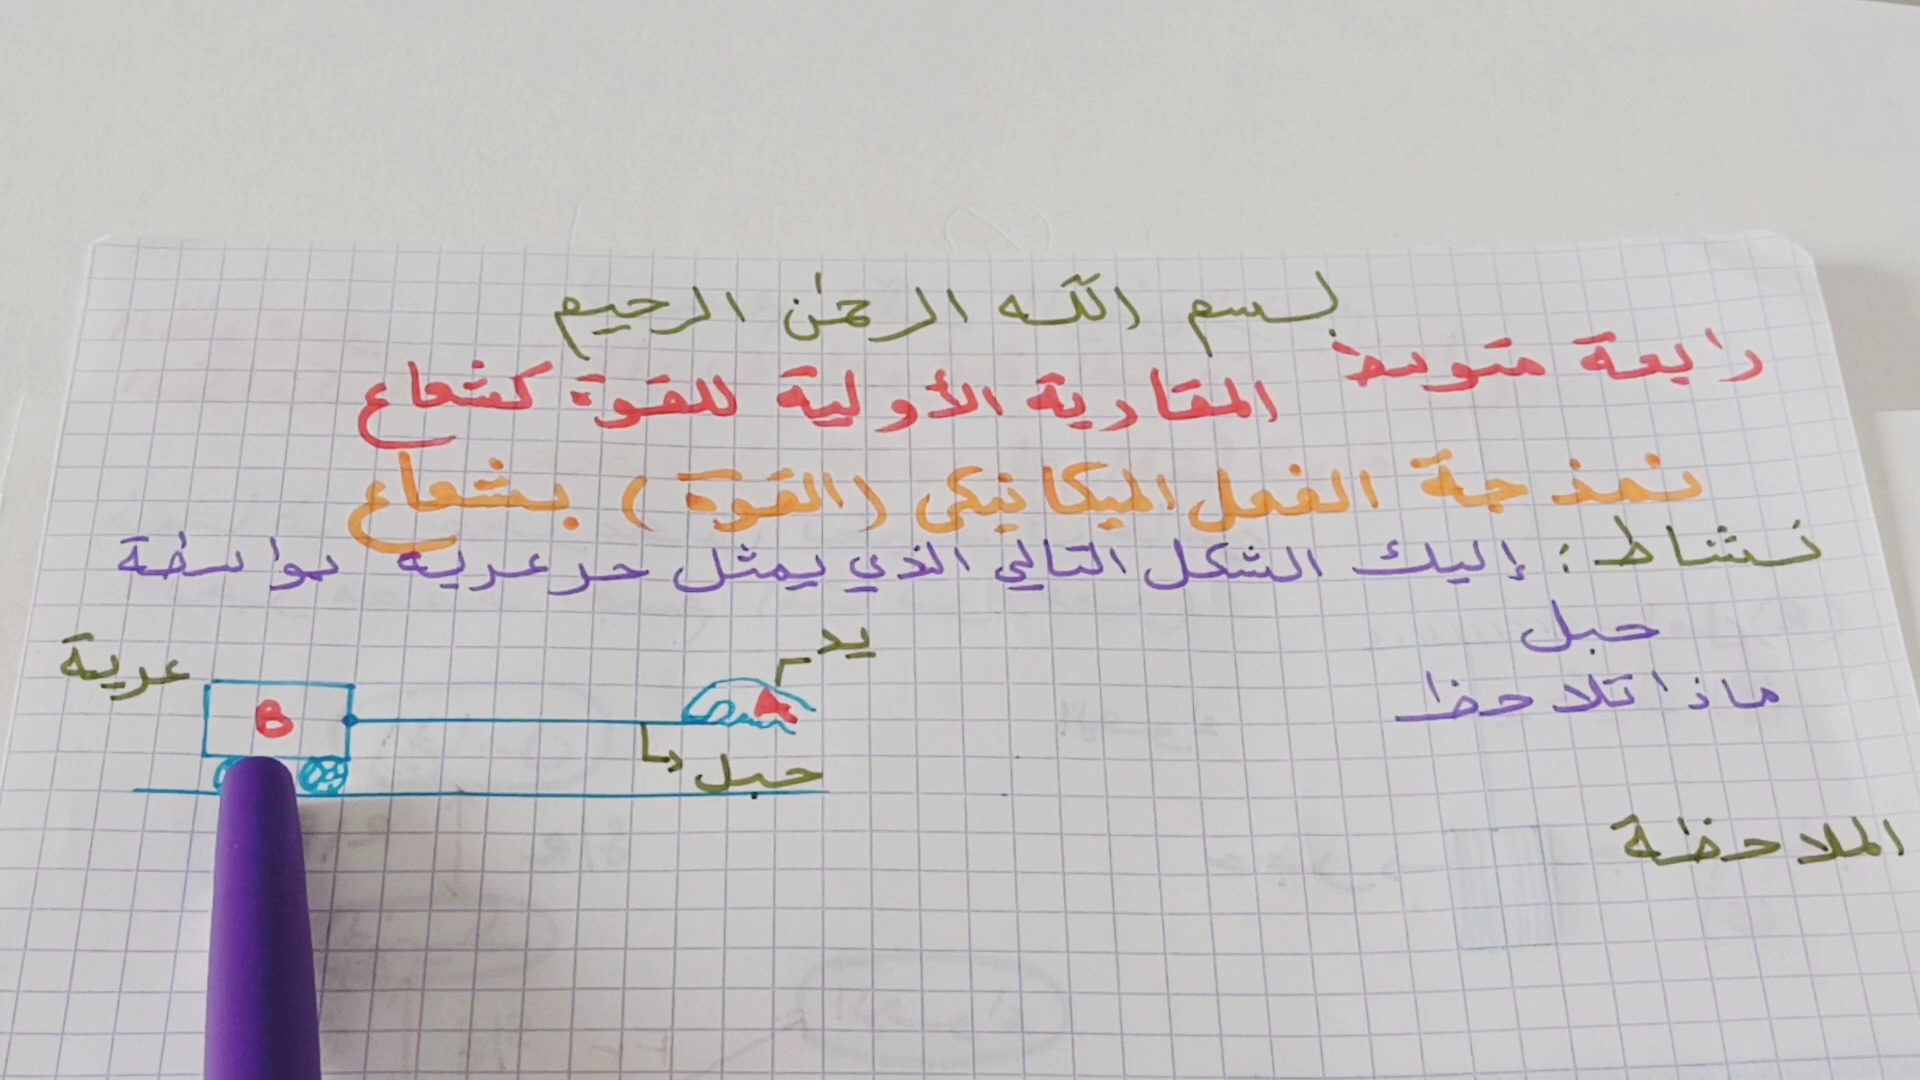 بسم الله الرحمٰن الرحيم
رابعة متوسط
المقاربة الأولية للقوة كشعاع
نمذجة الفعل الميكانيكي (القوة) بشعاع
نشاط: إليك الشكل التالي الذي يمثل جر عربة بواسطة
حبل
ماذا تلاحظ
يد
عربة
A
B
حبل
الملاحظة